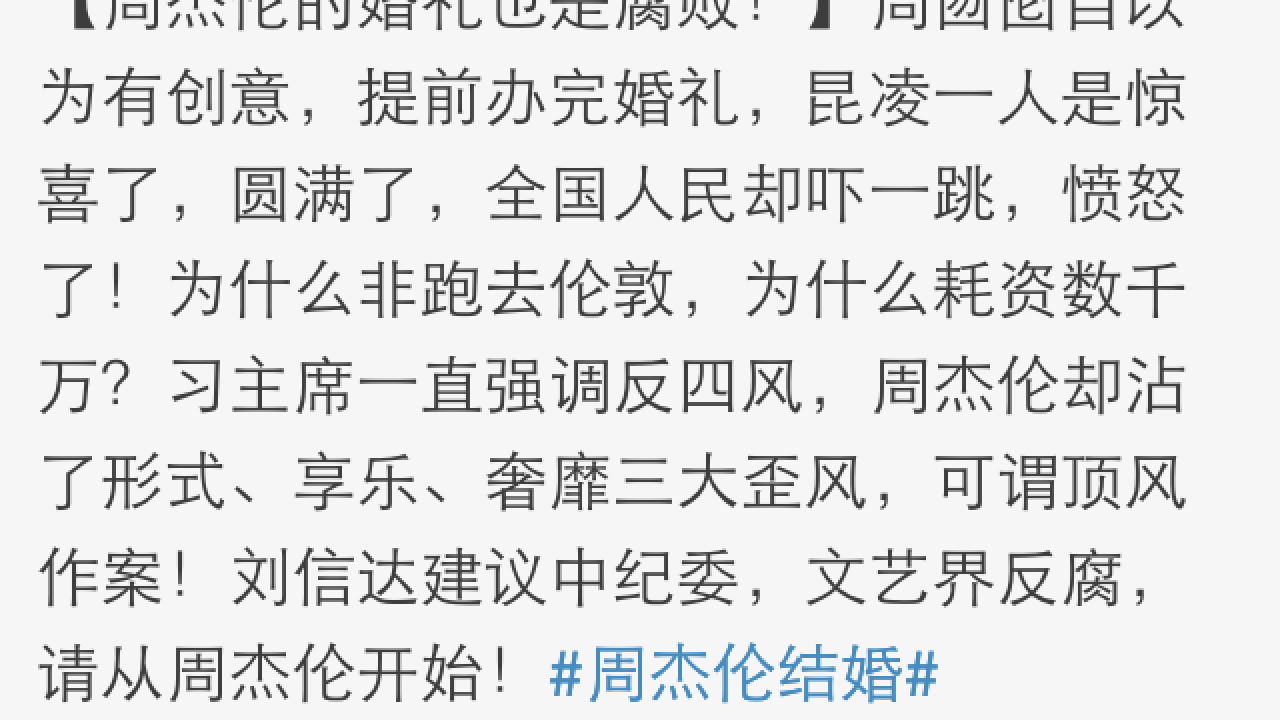 【周杰伦的婚礼也是腐败！】周囡囡自以
为有创意，提前办完婚礼，昆凌一人是惊
喜了，圆满了，全国人民却吓一跳，愤怒
了！为什么非跑去伦敦，为什么耗资数千
万？习主席一直强调反四风，周杰伦却沾
了形式、享乐、奢靡三大歪风，可谓顶风
作案！刘信达建议中纪委，文艺界反腐，
请从周杰伦开始！#周杰伦结婚#